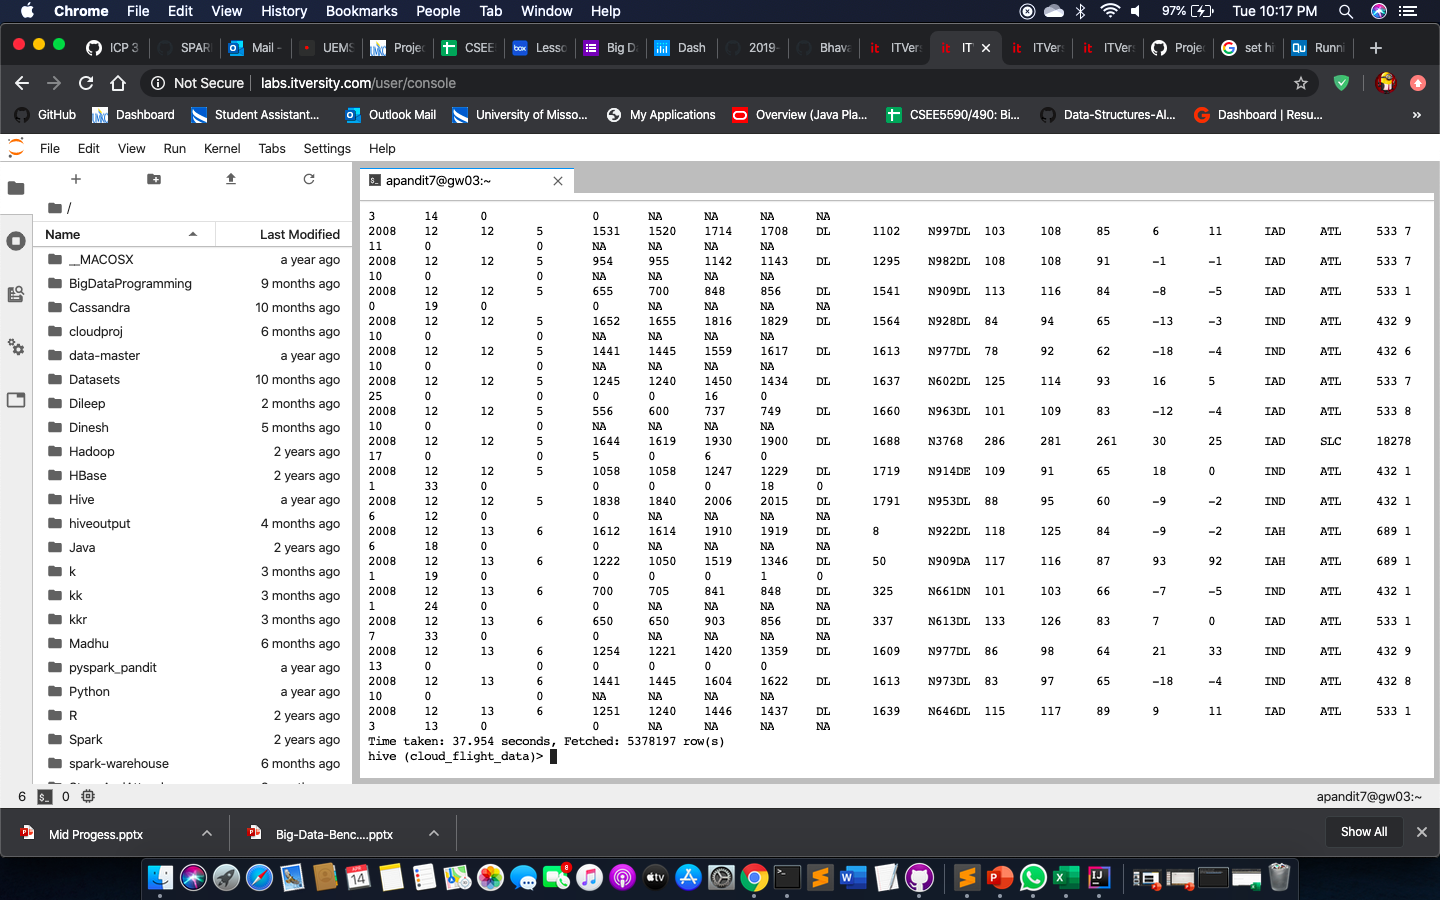 Chrome File Edit View History Bookmarks People Tab Window Help 97% Tue 10:17 PM
ICP 3 SPAR Mail - UEMS Projec CSEE Lesso Big D Dash 2019- Bhava ITVers IT ITVers ITVers Projec set hi Runni
Not Secure labs.itversity.com/user/console
GitHub Dashboard Student Assistant... Outlook Mail University of Misso... My Applications Overview (Java Pla... CSEE5590/490: Bi... Data-Structures-Al... Dashboard | Resu... »
File Edit View Run Kernel Tabs Settings Help
apandit7@gw03:~
/
Name Last Modified
__MACOSX a year ago
BigDataProgramming 9 months ago
Cassandra 10 months ago
cloudproj 6 months ago
data-master a year ago
Datasets 10 months ago
Dileep 2 months ago
Dinesh 5 months ago
Hadoop 2 years ago
HBase 2 years ago
Hive a year ago
hiveoutput 4 months ago
Java 2 years ago
k 3 months ago
kk 3 months ago
kkr 3 months ago
Madhu 6 months ago
pyspark_pandit a year ago
Python a year ago
R 2 years ago
Spark 2 years ago
spark-warehouse 6 months ago
3 14 0 0 NA NA NA NA
2008 12 12 5 1531 1520 1714 1708 DL 1102 N997DL 103 108 85 6 11 IAD ATL 533 7
11 0 0 NA NA NA NA
2008 12 12 5 954 955 1142 1143 DL 1295 N982DL 108 108 91 -1 -1 IAD ATL 533 7
10 0 0 NA NA NA NA
2008 12 12 5 655 700 848 856 DL 1541 N909DL 113 116 84 -8 -5 IAD ATL 533 1
0 19 0 0 NA NA NA NA
2008 12 12 5 1652 1655 1816 1829 DL 1564 N928DL 84 94 65 -13 -3 IND ATL 432 9
10 0 0 NA NA NA NA
2008 12 12 5 1441 1445 1559 1617 DL 1613 N977DL 78 92 62 -18 -4 IND ATL 432 6
10 0 0 NA NA NA NA
2008 12 12 5 1245 1240 1450 1434 DL 1637 N602DL 125 114 93 16 5 IAD ATL 533 7
25 0 0 0 0 16 0
2008 12 12 5 556 600 737 749 DL 1660 N963DL 101 109 83 -12 -4 IAD ATL 533 8
10 0 0 NA NA NA NA
2008 12 12 5 1644 1619 1930 1900 DL 1688 N3768 286 281 261 30 25 IAD SLC 18278
17 0 0 5 0 6 0
2008 12 12 5 1058 1058 1247 1229 DL 1719 N914DE 109 91 65 18 0 IND ATL 432 1
1 33 0 0 0 0 18 0
2008 12 12 5 1838 1840 2006 2015 DL 1791 N953DL 88 95 60 -9 -2 IND ATL 432 1
6 12 0 0 NA NA NA NA
2008 12 13 6 1612 1614 1910 1919 DL 8 N922DL 118 125 84 -9 -2 IAH ATL 689 1
6 18 0 0 NA NA NA NA
2008 12 13 6 1222 1050 1519 1346 DL 50 N909DA 117 116 87 93 92 IAH ATL 689 1
1 19 0 0 0 0 1 0
2008 12 13 6 700 705 841 848 DL 325 N661DN 101 103 66 -7 -5 IND ATL 432 1
1 24 0 0 NA NA NA NA
2008 12 13 6 650 650 903 856 DL 337 N613DL 133 126 83 7 0 IAD ATL 533 1
7 33 0 0 NA NA NA NA
2008 12 13 6 1254 1221 1420 1359 DL 1609 N977DL 86 98 64 21 33 IND ATL 432 9
13 0 0 0 0 0 0
2008 12 13 6 1441 1445 1604 1622 DL 1613 N973DL 83 97 65 -18 -4 IND ATL 432 8
10 0 0 NA NA NA NA
2008 12 13 6 1251 1240 1446 1437 DL 1639 N646DL 115 117 89 9 11 IAD ATL 533 1
3 13 0 0 NA NA NA NA
Time taken: 37.954 seconds, Fetched: 5378197 row(s)
hive (cloud_flight_data)>
6 0 apandit7@gw03:~
Mid Progess.pptx Big-Data-Benc....pptx Show All